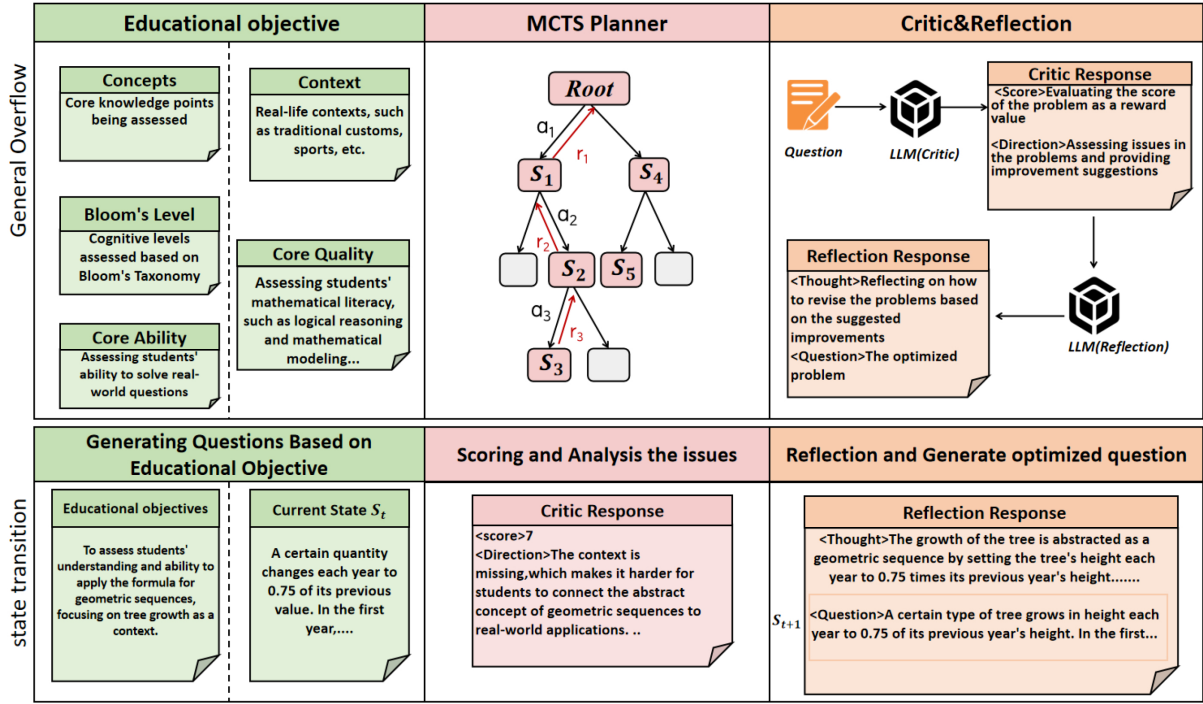 Educational objective
MCTS Planner
Critic&Reflection
General Overflow
Concepts
Core knowledge points
being assessed
Context
Real-life contexts, such
as traditional customs,
sports, etc.
Bloom's Level
Cognitive levels
assessed based on
Bloom's Taxonomy
Core Quality
Assessing students'
mathematical literacy,
such as logical reasoning
and mathematical
modeling...
Core Ability
Assessing students'
ability to solve real-
world questions
Root
a1
r1
S1
S4
a2
r2
S2
S5
a3
r3
S3
Question
LLM(Critic)
Critic Response
<Score>Evaluating the score
of the problem as a reward
value
<Direction>Assessing issues
in the problems and providing
improvement suggestions
Reflection Response
<Thought>Reflecting on how
to revise the problems based
on the suggested
improvements
<Question>The optimized
problem
LLM(Reflection)
state transition
Generating Questions Based on
Educational Objective
Scoring and Analysis the issues
Reflection and Generate optimized question
Educational objectives
To assess students'
understanding and ability to
apply the formula for
geometric sequences,
focusing on tree growth as a
context.
Current State St
A certain quantity
changes each year to
0.75 of its previous
value. In the first
year,....
Critic Response
<score>7
<Direction>The context is
missing,which makes it harder for
students to connect the abstract
concept of geometric sequences to
real-world applications. ..
Reflection Response
<Thought>The growth of the tree is abstracted as a
geometric sequence by setting the tree's height each
year to 0.75 times its previous year's height.......
St+1
<Question>A certain type of tree grows in height each
year to 0.75 of its previous year's height. In the first...